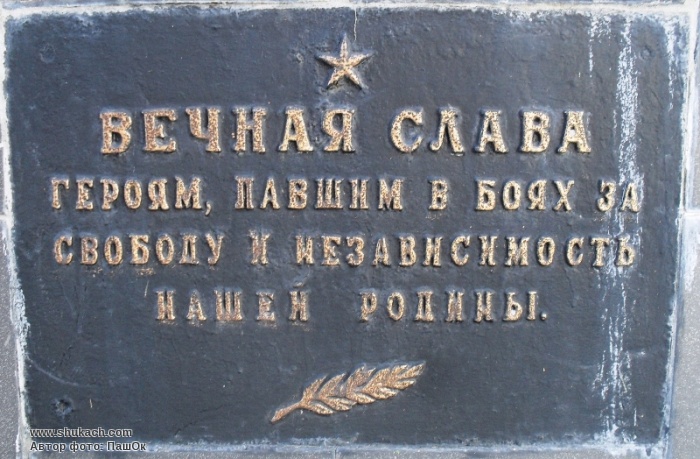 ВЕЧНАЯ СЛАВА
ГЕРОЯМ, ПАВШИМ В БОЯХ ЗА
СВОБОДУ И НЕЗАВИСИМОСТЬ
НАШЕЙ РОДИНЫ.
www.shukach.com
Автор фото: ПашОк